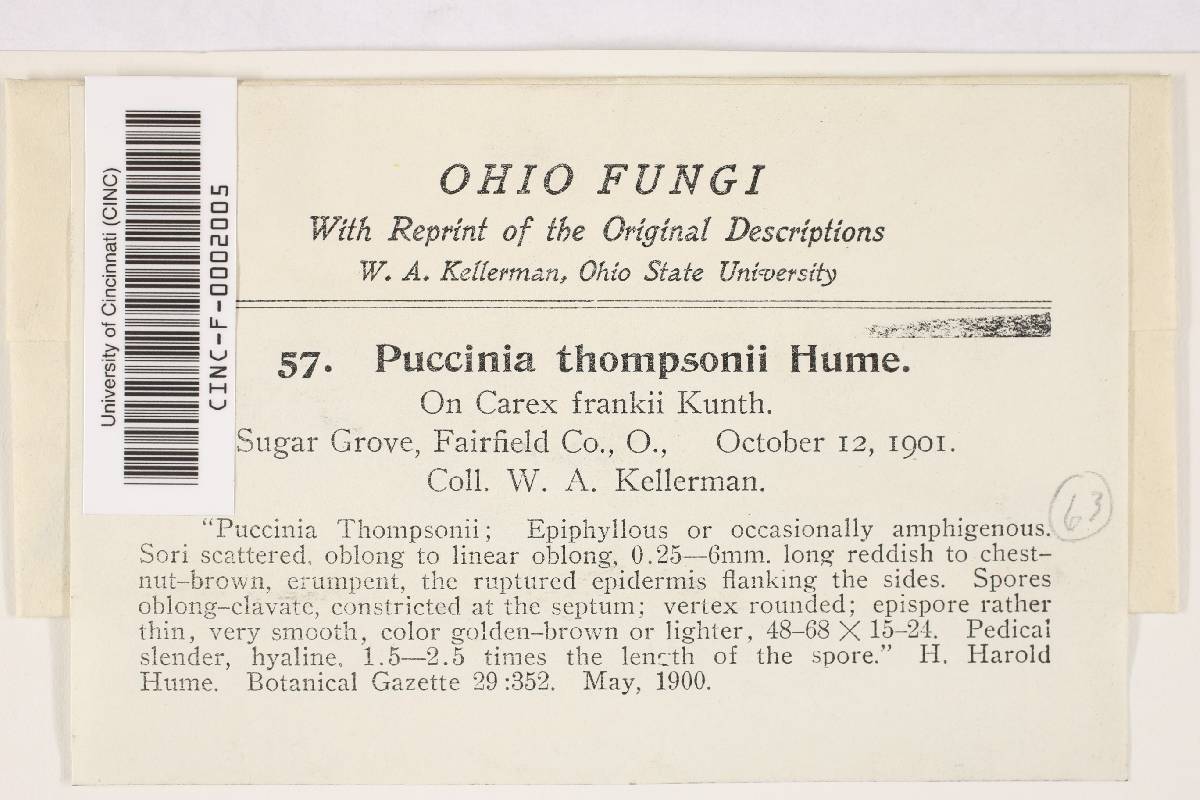 University of Cincinnati (CINC)
CINC-F-0002005
OHIO FUNGI
With Reprint of the Original Descriptions
W. A. Kellerman, Ohio State University
57. Puccinia thompsonii Hume.
On Carex frankii Kunth.
Sugar Grove, Fairfield Co., O., October 12, 1901.
Coll. W. A. Kellerman.
63
"Puccinia Thompsonii; Epiphyllous or occasionally amphigenous.
Sori scattered, oblong to linear oblong, 0.25—6mm. long reddish to chest-
nut-brown, erumpent, the ruptured epidermis flanking the sides. Spores
oblong-clavate, constricted at the septum; vertex rounded; epispore rather
thin, very smooth, color golden-brown or lighter, 48-68 × 15-24. Pedical
slender, hyaline, 1.5—2.5 times the length of the spore." H. Harold
Hume. Botanical Gazette 29:352. May, 1900.